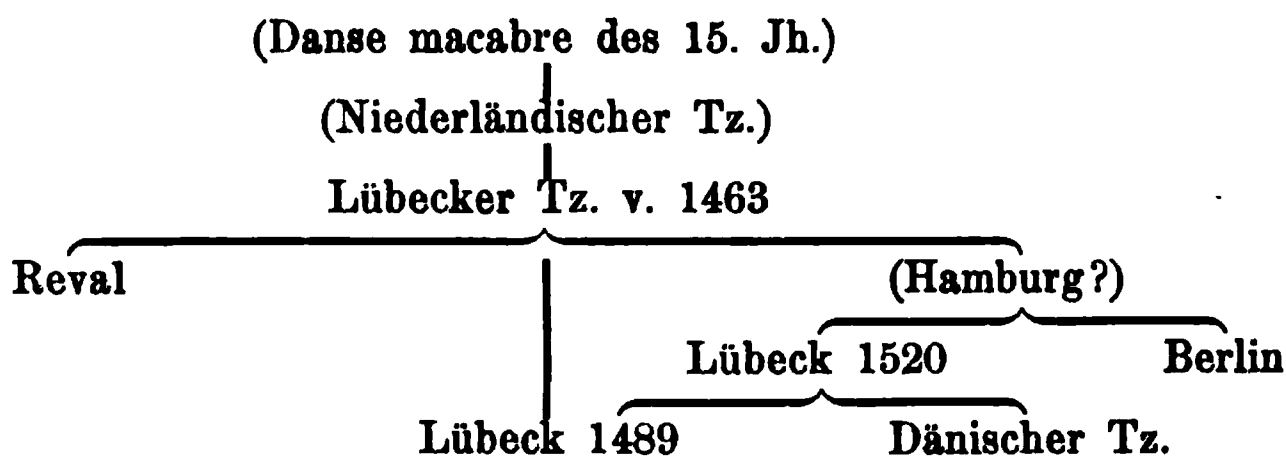 (Danse macabre des 15. Jh.)
(Niederländischer Tz.)
Lübecker Tz. v. 1463
Reval (Hamburg?)
Lübeck 1520 Berlin
Lübeck 1489 Dänischer Tz.